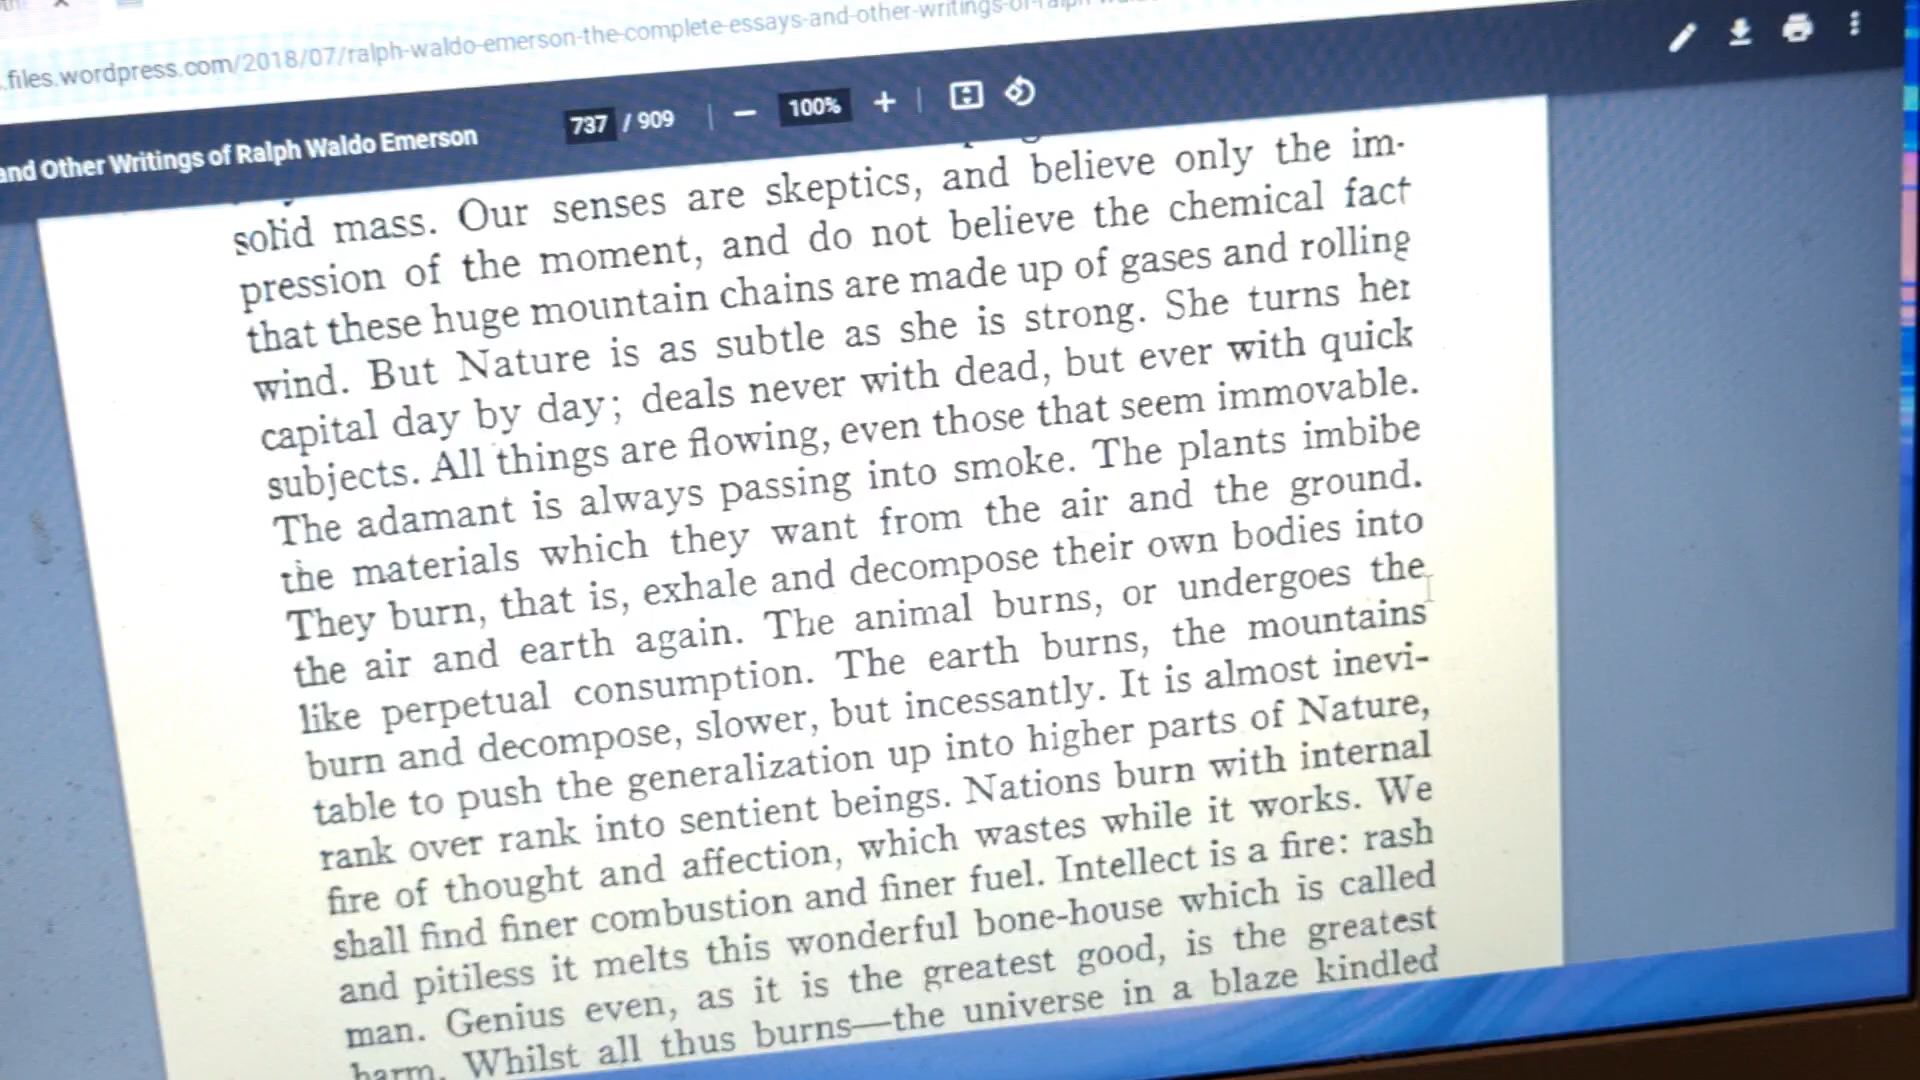 .files.wordpress.com/2018/07/ralph-waldo-emerson-the-complete-essays-and-other-writings-of-ralph-
and Other Writings of Ralph Waldo Emerson
737 / 909
100%
solid mass. Our senses are skeptics, and believe only the im-
pression of the moment, and do not believe the chemical fact
that these huge mountain chains are made up of gases and rolling
wind. But Nature is as subtle as she is strong. She turns her
capital day by day; deals never with dead, but ever with quick
subjects. All things are flowing, even those that seem immovable.
The adamant is always passing into smoke. The plants imbibe
the materials which they want from the air and the ground.
They burn, that is, exhale and decompose their own bodies into
the air and earth again. The animal burns, or undergoes the
like perpetual consumption. The earth burns, the mountains
burn and decompose, slower, but incessantly. It is almost inevi-
table to push the generalization up into higher parts of Nature,
rank over rank into sentient beings. Nations burn with internal
fire of thought and affection, which wastes while it works. We
shall find finer combustion and finer fuel. Intellect is a fire: rash
and pitiless it melts this wonderful bone-house which is called
man. Genius even, as it is the greatest good, is the greatest
harm. Whilst all thus burns—the universe in a blaze kindled